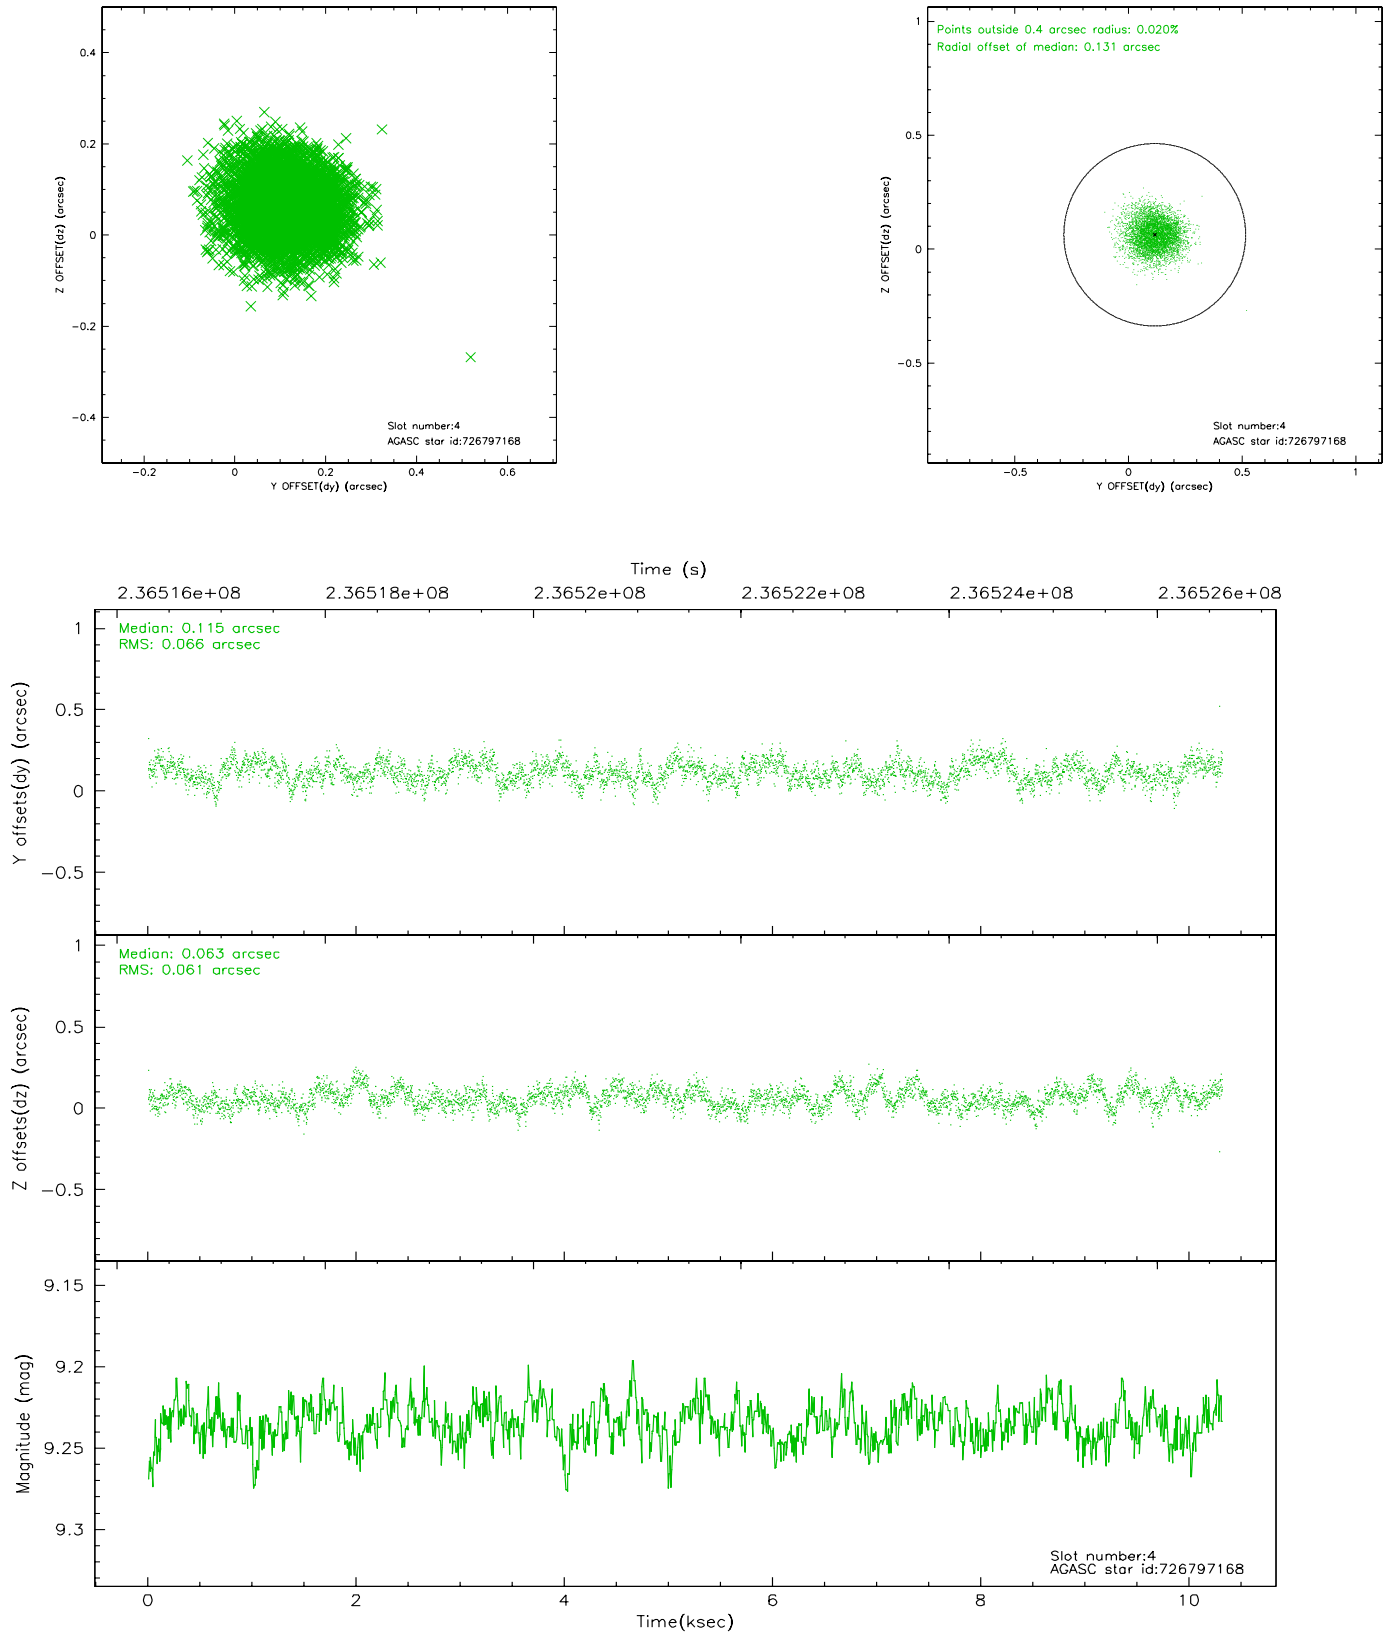 0.4
0.2
0
-0.2
-0.4
Z OFFSET(dz) (arcsec)
Slot number:4
AGASC star id:726797168
-0.2 0 0.2 0.4 0.6
Y OFFSET(dy) (arcsec)
Points outside 0.4 arcsec radius: 0.020%
Radial offset of median: 0.131 arcsec
1
0.5
0
-0.5
Z OFFSET(dz) (arcsec)
Slot number:4
AGASC star id:726797168
-0.5 0 0.5 1
Y OFFSET(dy) (arcsec)
Time (s)
2.36516e+08 2.36518e+08 2.3652e+08 2.36522e+08 2.36524e+08 2.36526e+08
Median: 0.115 arcsec
RMS: 0.066 arcsec
1
0.5
0
-0.5
Y offsets(dy) (arcsec)
Median: 0.063 arcsec
RMS: 0.061 arcsec
1
0.5
0
-0.5
Z offsets(dz) (arcsec)
9.15
9.2
9.25
9.3
Magnitude (mag)
Slot number:4
AGASC star id:726797168
0 2 4 6 8 10
Time(ksec)